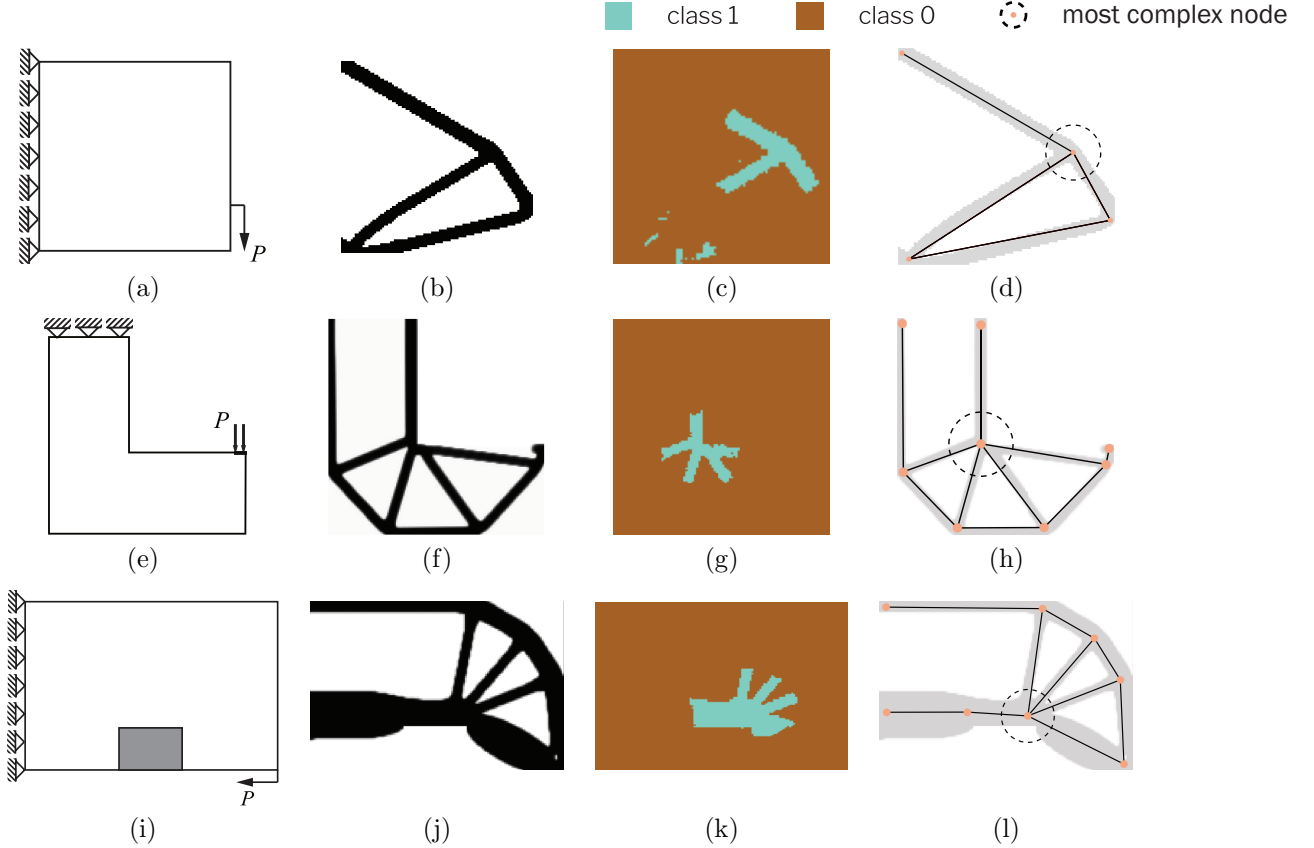 class 1 class 0 most complex node
P
(a) (b) (c) (d)
P
(e) (f) (g) (h)
P
(i) (j) (k) (l)